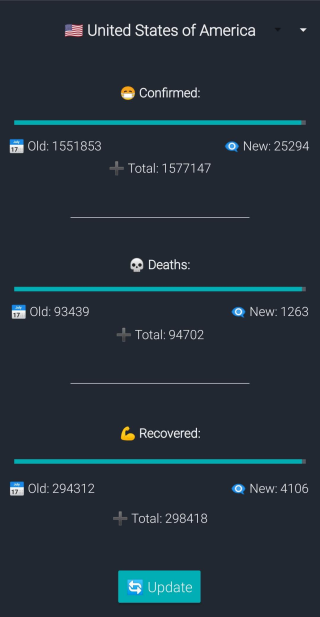 🇺🇸 United States of America
😷 Confirmed:
📅 Old: 1551853
👁️‍🗨️ New: 25294
➕ Total: 1577147
💀 Deaths:
📅 Old: 93439
👁️‍🗨️ New: 1263
➕ Total: 94702
💪 Recovered:
📅 Old: 294312
👁️‍🗨️ New: 4106
➕ Total: 298418
🔄 Update